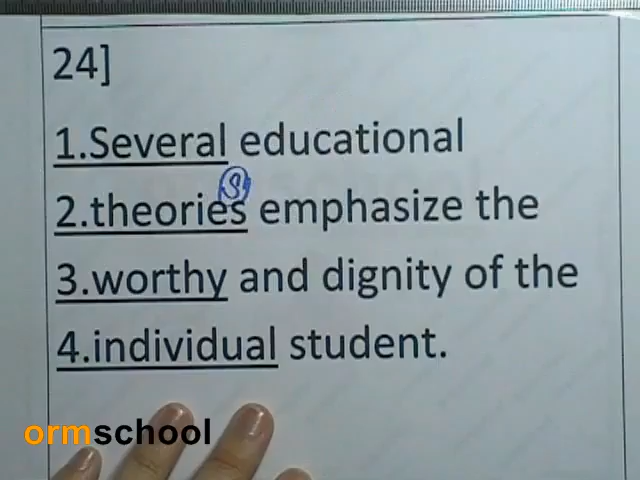 24]
1.Several educational
S
2.theories emphasize the
3.worthy and dignity of the
4.individual student.
ormschool